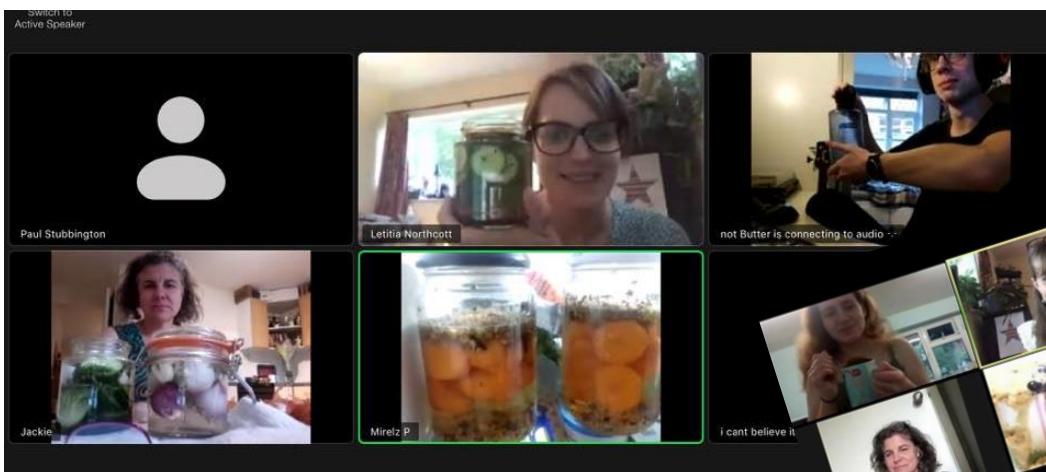 Switch to
Active Speaker
Paul Stubbington
Letitia Northcott
not Butter is connecting to audio ···
Jackie
Mirelz P
i cant believe it